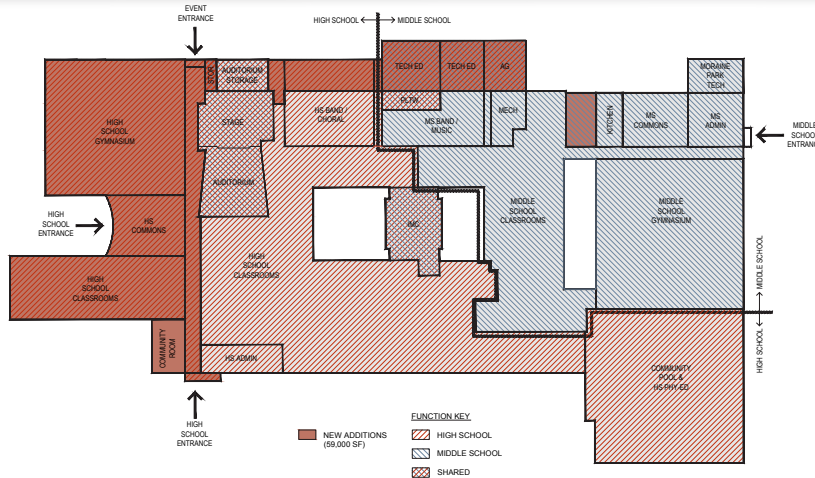 EVENT
ENTRANCE
HIGH SCHOOL
MIDDLE SCHOOL
STOR
AUDITORIUM
STORAGE
TECH ED
TECH ED
AG
MORAINE
PARK
TECH
HIGH
SCHOOL
GYMNASIUM
STAGE
HS BAND /
CHORAL
PLTW
MS BAND /
MUSIC
MECH
KITCHEN
MS
COMMONS
MS
ADMIN
MIDDLE
SCHOOL
ENTRANCE
AUDITORIUM
HIGH
SCHOOL
ENTRANCE
HS
COMMONS
IMC
MIDDLE
SCHOOL
CLASSROOMS
MIDDLE
SCHOOL
GYMNASIUM
HIGH
SCHOOL
CLASSROOMS
HIGH
SCHOOL
CLASSROOMS
MIDDLE SCHOOL
HIGH SCHOOL
COMMUNITY
ROOM
HS ADMIN
COMMUNITY
POOL &
HS PHY-ED
HIGH
SCHOOL
ENTRANCE
FUNCTION KEY
NEW ADDITIONS
(59,000 SF)
HIGH SCHOOL
MIDDLE SCHOOL
SHARED